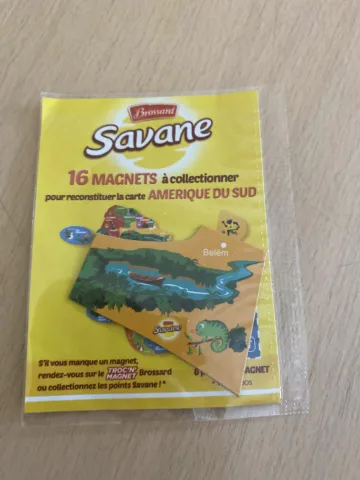 Brossard
Savane
16 MAGNETS à collectionner
pour reconstituer la carte AMERIQUE DU SUD
Belém
Savane
S'il vous manque un magnet,
rendez-vous sur le TROC'N' MAGNET Brossard
ou collectionnez les points Savane ! *
MAGNET